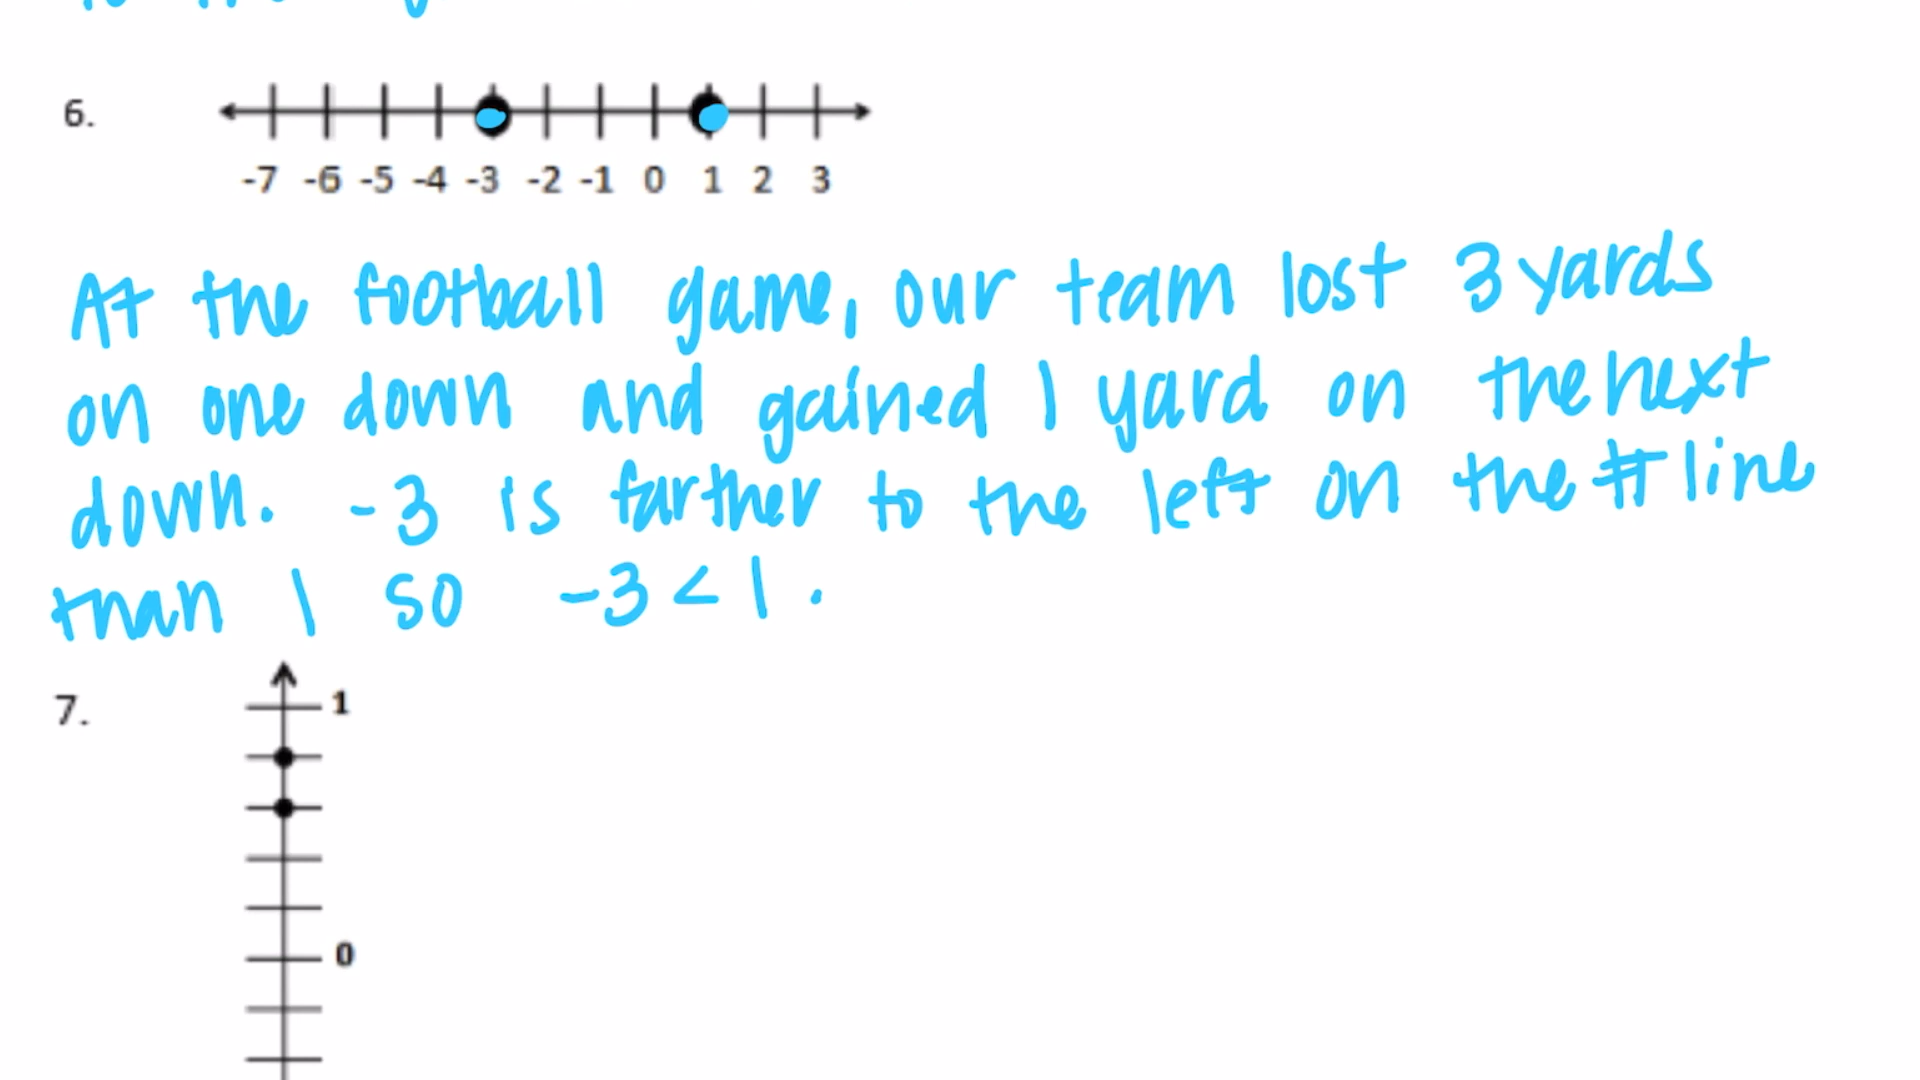 6.
-7 -6 -5 -4 -3 -2 -1 0 1 2 3
At the football game, our team lost 3 yards
on one down and gained 1 yard on the next
down. -3 is farther to the left on the # line
than 1 so -3 < 1.
7.
1
0